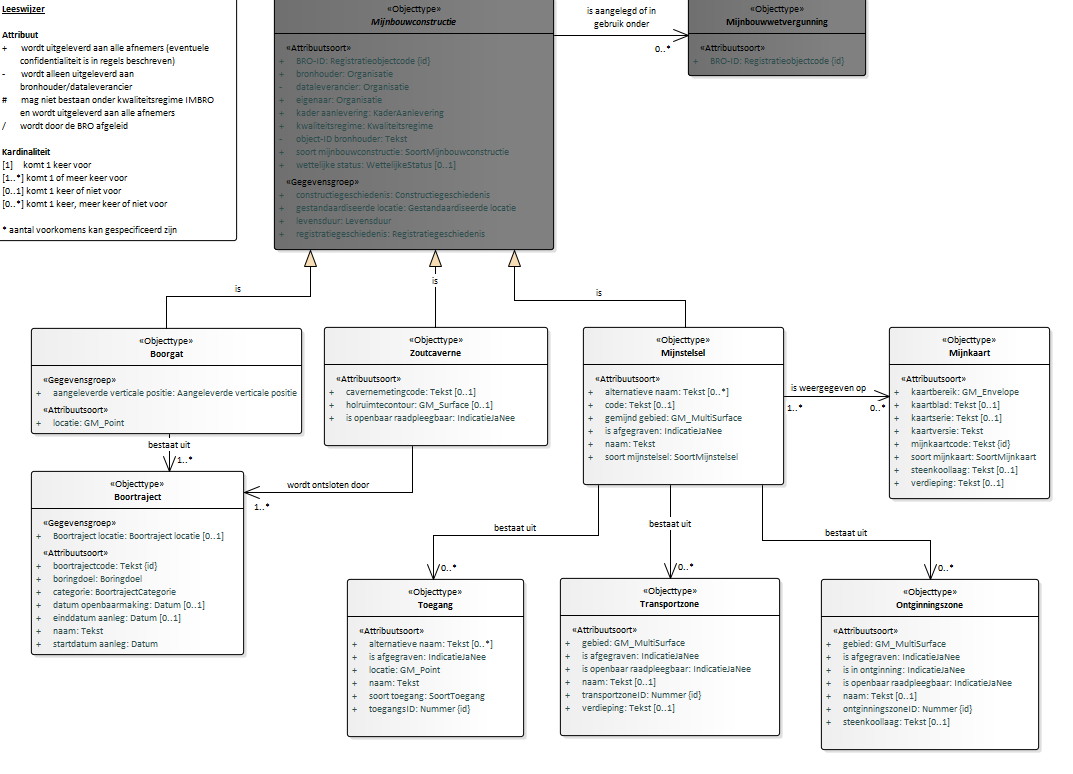 Leeswijzer
Attribuut
+ wordt uitgeleverd aan alle afnemers (eventuele
confidentialiteit is in regels beschreven)
- wordt alleen uitgeleverd aan
bronhouder/dataleverancier
# mag niet bestaan onder kwaliteitsregime IMBRO
en wordt uitgeleverd aan alle afnemers
/ wordt door de BRO afgeleid
Kardinaliteit
[1] komt 1 keer voor
[1..*] komt 1 of meer keer voor
[0..1] komt 1 keer of niet voor
[0..*] komt 1 keer, meer keer of niet voor
* aantal voorkomens kan gespecificeerd zijn
«Objecttype»
Mijnbouwconstructie
«Attribuutsoort»
+ BRO-ID: Registratieobjectcode {id}
+ bronhouder: Organisatie
- dataleverancier: Organisatie
+ eigenaar: Organisatie
+ kader aanlevering: KaderAanlevering
+ kwaliteitsregime: Kwaliteitsregime
- object-ID bronhouder: Tekst
+ soort mijnbouwconstructie: SoortMijnbouwconstructie
+ wettelijke status: WettelijkeStatus [0..1]
«Gegevensgroep»
+ constructiegeschiedenis: Constructiegeschiedenis
+ gestandaardiseerde locatie: Gestandaardiseerde locatie
+ levensduur: Levensduur
+ registratiegeschiedenis: Registratiegeschiedenis
is aangelegd of in
gebruik onder
0..*
«Objecttype»
Mijnbouwwetvergunning
«Attribuutsoort»
+ BRO-ID: Registratieobjectcode {id}
is
is
is
«Objecttype»
Boorgat
«Gegevensgroep»
+ aangeleverde verticale positie: Aangeleverde verticale positie
«Attribuutsoort»
+ locatie: GM_Point
«Objecttype»
Zoutcaverne
«Attribuutsoort»
+ cavernemetingcode: Tekst [0..1]
+ holruimtecontour: GM_Surface [0..1]
+ is openbaar raadpleegbaar: IndicatieJaNee
«Objecttype»
Mijnstelsel
«Attribuutsoort»
+ alternatieve naam: Tekst [0..*]
+ code: Tekst [0..1]
+ gemijnd gebied: GM_MultiSurface
+ is afgegraven: IndicatieJaNee
+ naam: Tekst
+ soort mijnstelsel: SoortMijnstelsel
is weergegeven op
1..*
0..*
«Objecttype»
Mijnkaart
«Attribuutsoort»
+ kaartbereik: GM_Envelope
+ kaartblad: Tekst [0..1]
+ kaartserie: Tekst [0..1]
+ kaartversie: Tekst
+ mijnkaartcode: Tekst {id}
+ soort mijnkaart: SoortMijnkaart
+ steenkoollaag: Tekst [0..1]
+ verdieping: Tekst [0..1]
bestaat uit
1..*
wordt ontsloten door
1..*
«Objecttype»
Boortraject
«Gegevensgroep»
+ Boortraject locatie: Boortraject locatie [0..1]
«Attribuutsoort»
+ boortrajectcode: Tekst {id}
+ boringdoel: Boringdoel
+ categorie: BoortrajectCategorie
+ datum openbaarmaking: Datum [0..1]
+ einddatum aanleg: Datum [0..1]
+ naam: Tekst
+ startdatum aanleg: Datum
bestaat uit
0..*
bestaat uit
0..*
bestaat uit
0..*
«Objecttype»
Toegang
«Attribuutsoort»
+ alternatieve naam: Tekst [0..*]
+ is afgegraven: IndicatieJaNee
+ locatie: GM_Point
+ naam: Tekst
+ soort toegang: SoortToegang
+ toegangsID: Nummer {id}
«Objecttype»
Transportzone
«Attribuutsoort»
+ gebied: GM_MultiSurface
+ is afgegraven: IndicatieJaNee
+ is openbaar raadpleegbaar: IndicatieJaNee
+ naam: Tekst [0..1]
+ transportzoneID: Nummer {id}
+ verdieping: Tekst [0..1]
«Objecttype»
Ontginningszone
«Attribuutsoort»
+ gebied: GM_MultiSurface
+ is afgegraven: IndicatieJaNee
+ is in ontginning: IndicatieJaNee
+ is openbaar raadpleegbaar: IndicatieJaNee
+ naam: Tekst [0..1]
+ ontginningszoneID: Nummer {id}
+ steenkoollaag: Tekst [0..1]